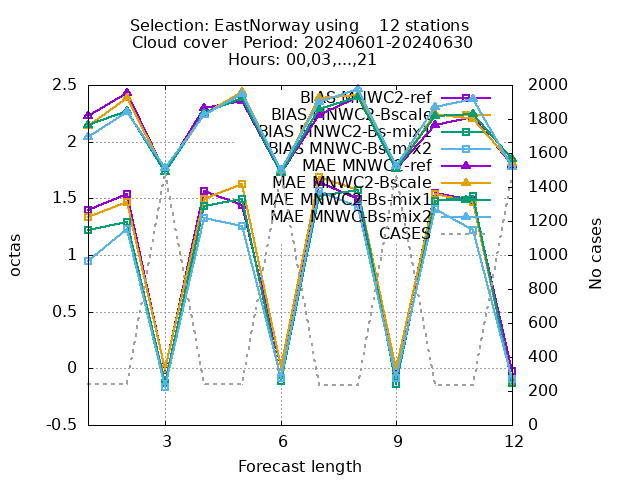 Selection: EastNorway using    12 stations
Cloud cover   Period: 20240601-20240630
Hours: 00,03,...,21
BIAS MNWC2-ref
BIAS MNWC2-Bscale
BIAS MNWC2-Bs-mix1
BIAS MNWC-Bs-mix2
MAE MNWC2-ref
MAE MNWC2-Bscale
MAE MNWC2-Bs-mix1
MAE MNWC-Bs-mix2
CASES
2.5
2
1.5
1
0.5
0
-0.5
octas
2000
1800
1600
1400
1200
1000
800
600
400
200
0
No cases
3
6
9
12
Forecast length